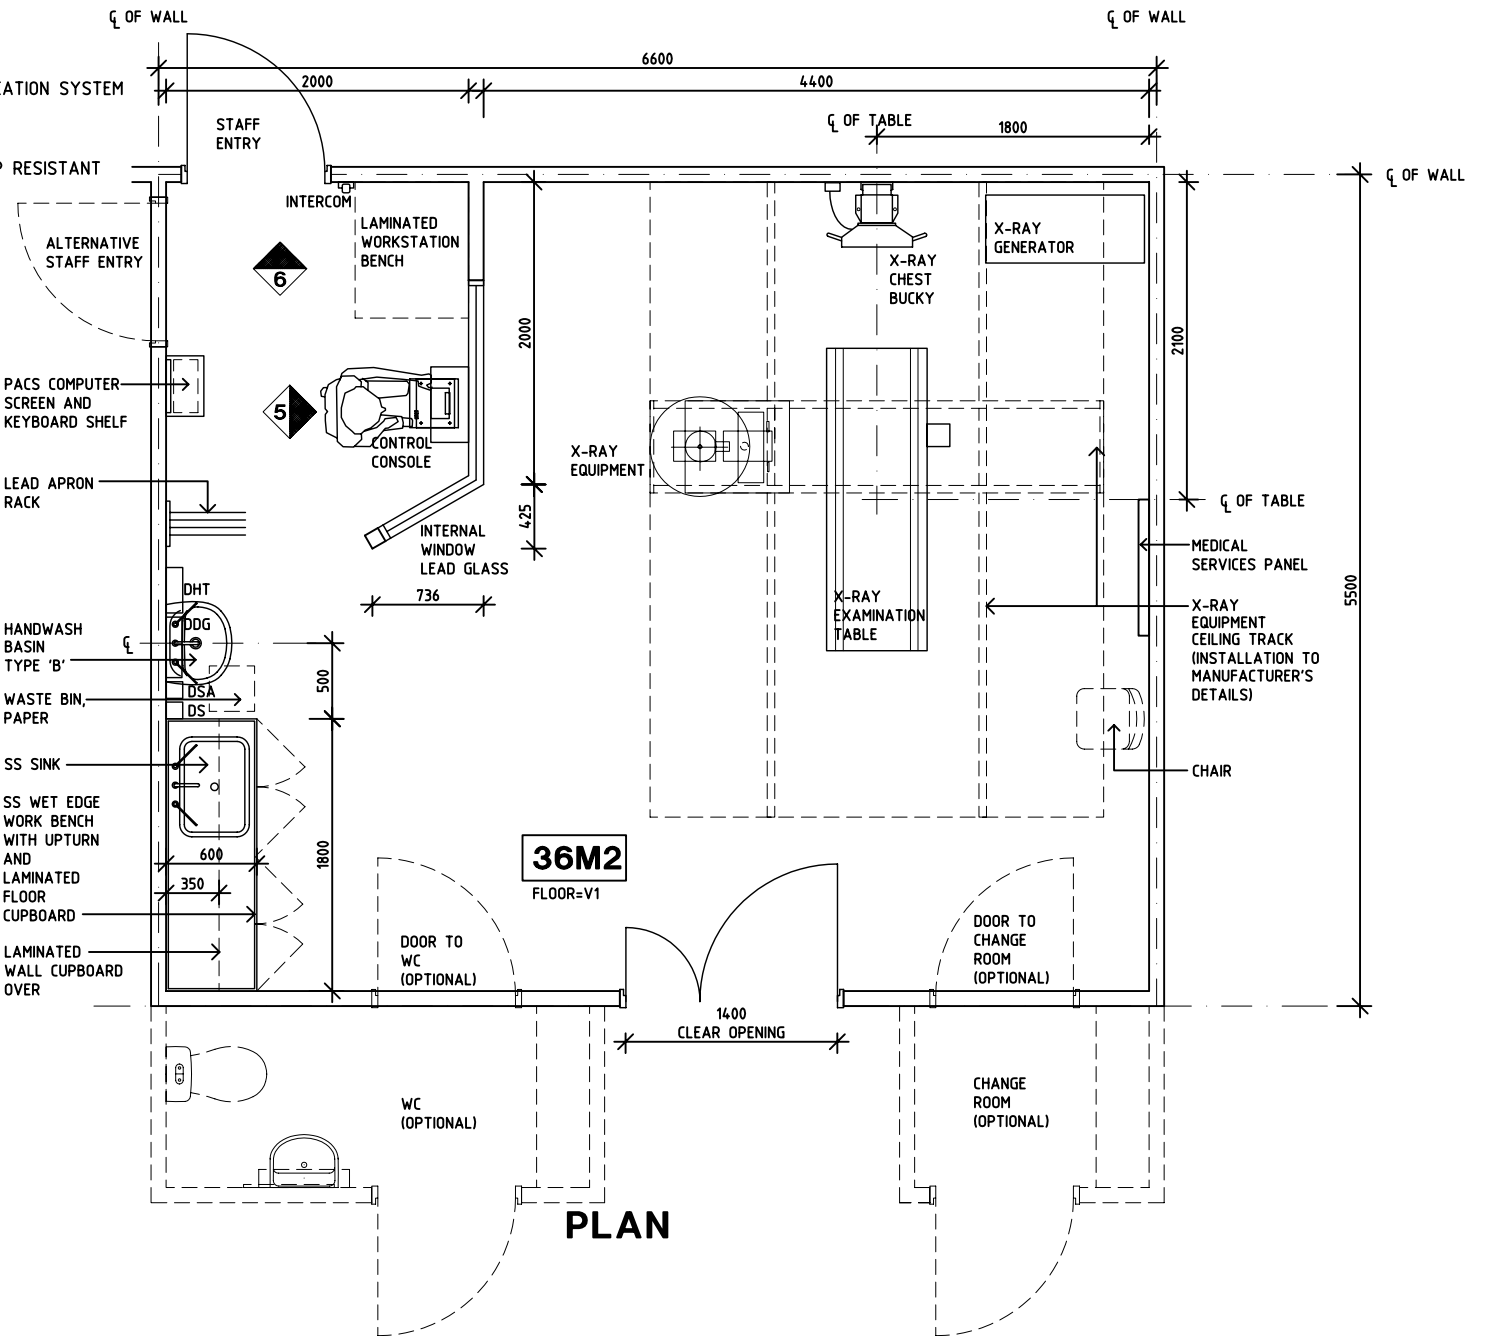 ℄ OF WALL
℄ OF WALL
6600
ATION SYSTEM
2000
4400
℄ OF TABLE
1800
STAFF
ENTRY
RESISTANT
℄ OF WALL
INTERCOM
LAMINATED
WORKSTATION
BENCH
ALTERNATIVE
STAFF ENTRY
6
X-RAY
GENERATOR
X-RAY
CHEST
BUCKY
2000
2100
PACS COMPUTER
SCREEN AND
KEYBOARD SHELF
5
CONTROL
CONSOLE
X-RAY
EQUIPMENT
LEAD APRON
RACK
425
INTERNAL
WINDOW
LEAD GLASS
℄ OF TABLE
MEDICAL
SERVICES PANEL
736
5500
DHT
DDG
X-RAY
EXAMINATION
TABLE
X-RAY
EQUIPMENT
CEILING TRACK
(INSTALLATION TO
MANUFACTURER'S
DETAILS)
HANDWASH
BASIN
TYPE 'B'
℄
500
WASTE BIN,
PAPER
DSA
DS
SS SINK
CHAIR
SS WET EDGE
WORK BENCH
WITH UPTURN
AND
LAMINATED
FLOOR
CUPBOARD
600
350
1800
36M2
FLOOR=V1
LAMINATED
WALL CUPBOARD
OVER
DOOR TO
WC
(OPTIONAL)
DOOR TO
CHANGE
ROOM
(OPTIONAL)
1400
CLEAR OPENING
WC
(OPTIONAL)
CHANGE
ROOM
(OPTIONAL)
PLAN